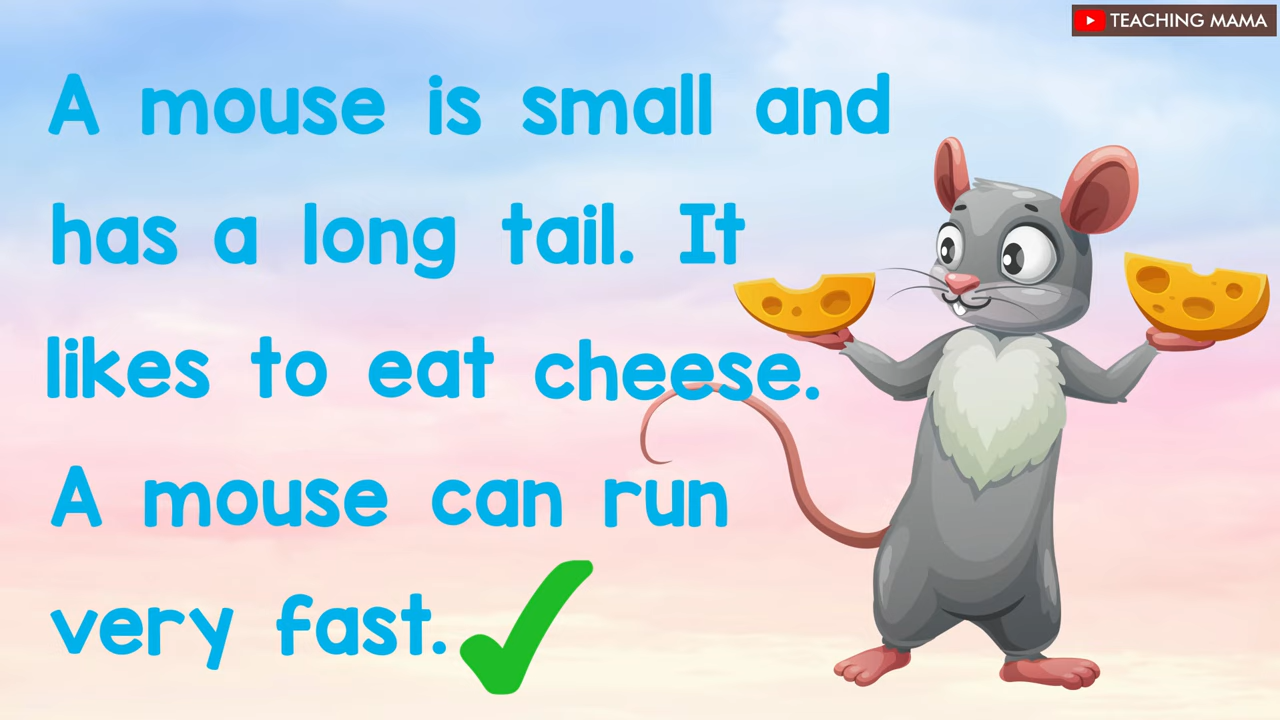 TEACHING MAMA
A mouse is small and
has a long tail. It
likes to eat cheese.
A mouse can run
very fast.